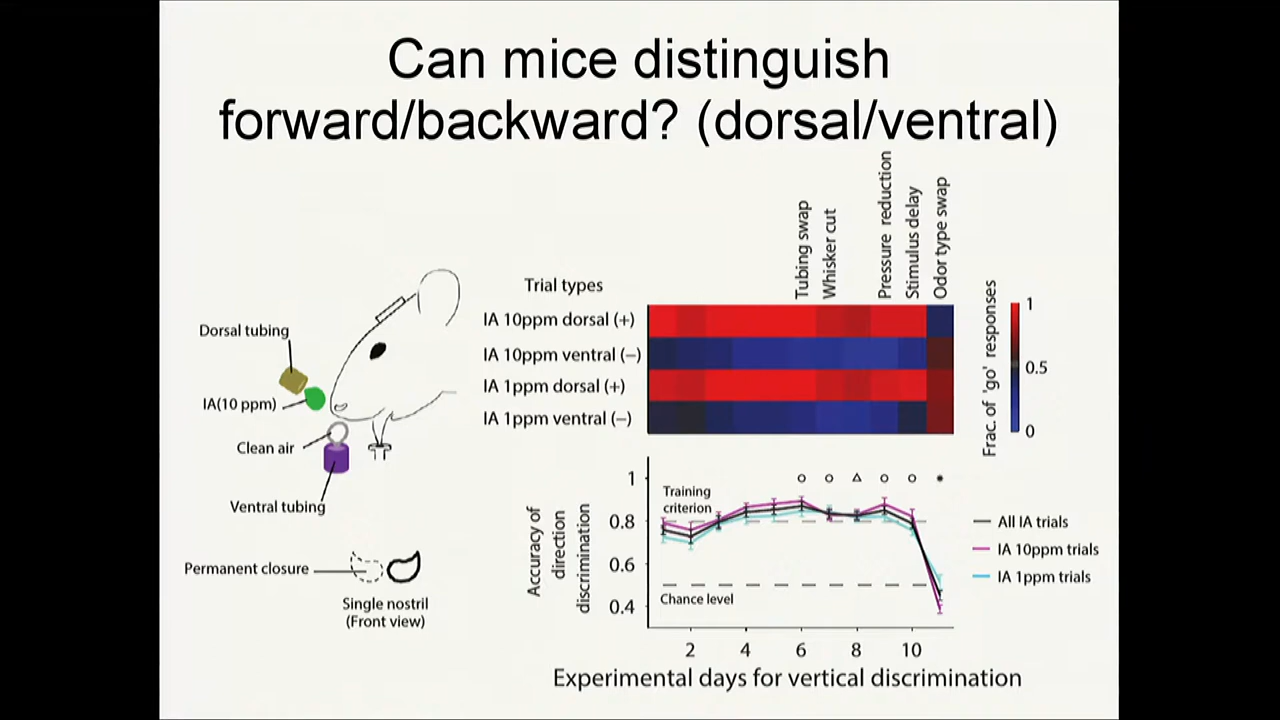 Can mice distinguish
forward/backward? (dorsal/ventral)
Tubing swap
Whisker cut
Pressure reduction
Stimulus delay
Odor type swap
Trial types
IA 10ppm dorsal (+)
IA 10ppm ventral (−)
IA 1ppm dorsal (+)
IA 1ppm ventral (−)
Frac. of 'go' responses
1
0.5
0
Dorsal tubing
IA(10 ppm)
Clean air
Ventral tubing
Permanent closure
Single nostril
(Front view)
Accuracy of
direction
discrimination
1
0.8
0.6
0.4
Training
criterion
Chance level
All IA trials
IA 10ppm trials
IA 1ppm trials
2 4 6 8 10
Experimental days for vertical discrimination